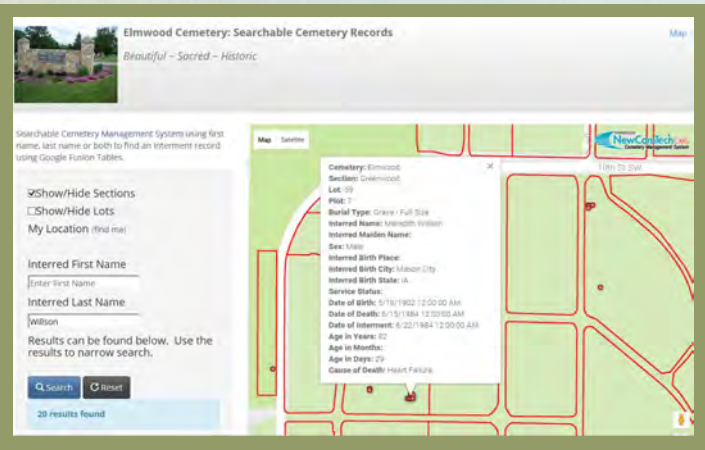 Elmwood Cemetery: Searchable Cemetery Records
Map
Beautiful – Sacred – Historic
Searchable Cemetery Management System using first
name, last name or both to find an interment record
using Google Fusion Tables.
Show/Hide Sections
Show/Hide Lots
My Location (find me)
Interred First Name
Enter First Name
Interred Last Name
Willson
Results can be found below. Use the
results to narrow search.
Search
Reset
20 results found
Map
Satellite
NewComTech
Cemetery Management System
10th St SW
Cemetery: Elmwood
Section: Greenwood
Lot: 59
Plot: 7
Burial Type: Grave - Full Size
Interred Name: Meredith Willson
Interred Maiden Name:
Sex: Male
Interred Birth Place:
Interred Birth City: Mason City
Interred Birth State: IA
Service Status:
Date of Birth: 5/18/1902 12:00:00 AM
Date of Death: 6/15/1984 12:00:00 AM
Date of Interment: 6/22/1984 12:00:00 AM
Age in Years: 82
Age in Months:
Age in Days: 29
Cause of Death: Heart Failure